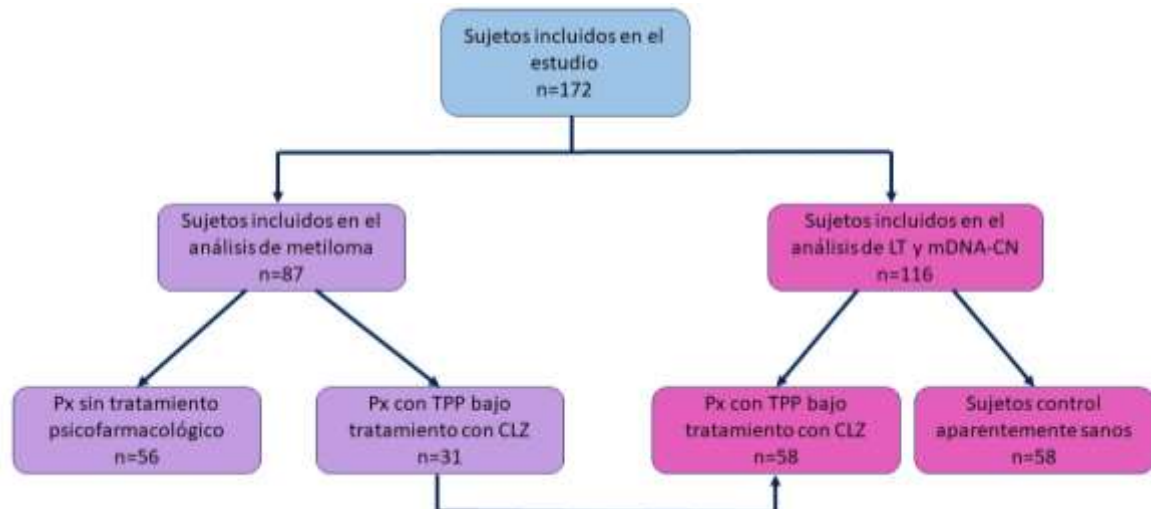 Sujetos incluidos en el
estudio
n=172
Sujetos incluidos en el
análisis de metiloma
n=87
Sujetos incluidos en el
análisis de LT y mDNA-CN
n=116
Px sin tratamiento
psicofarmacológico
n=56
Px con TPP bajo
tratamiento con CLZ
n=31
Px con TPP bajo
tratamiento con CLZ
n=58
Sujetos control
aparentemente sanos
n=58